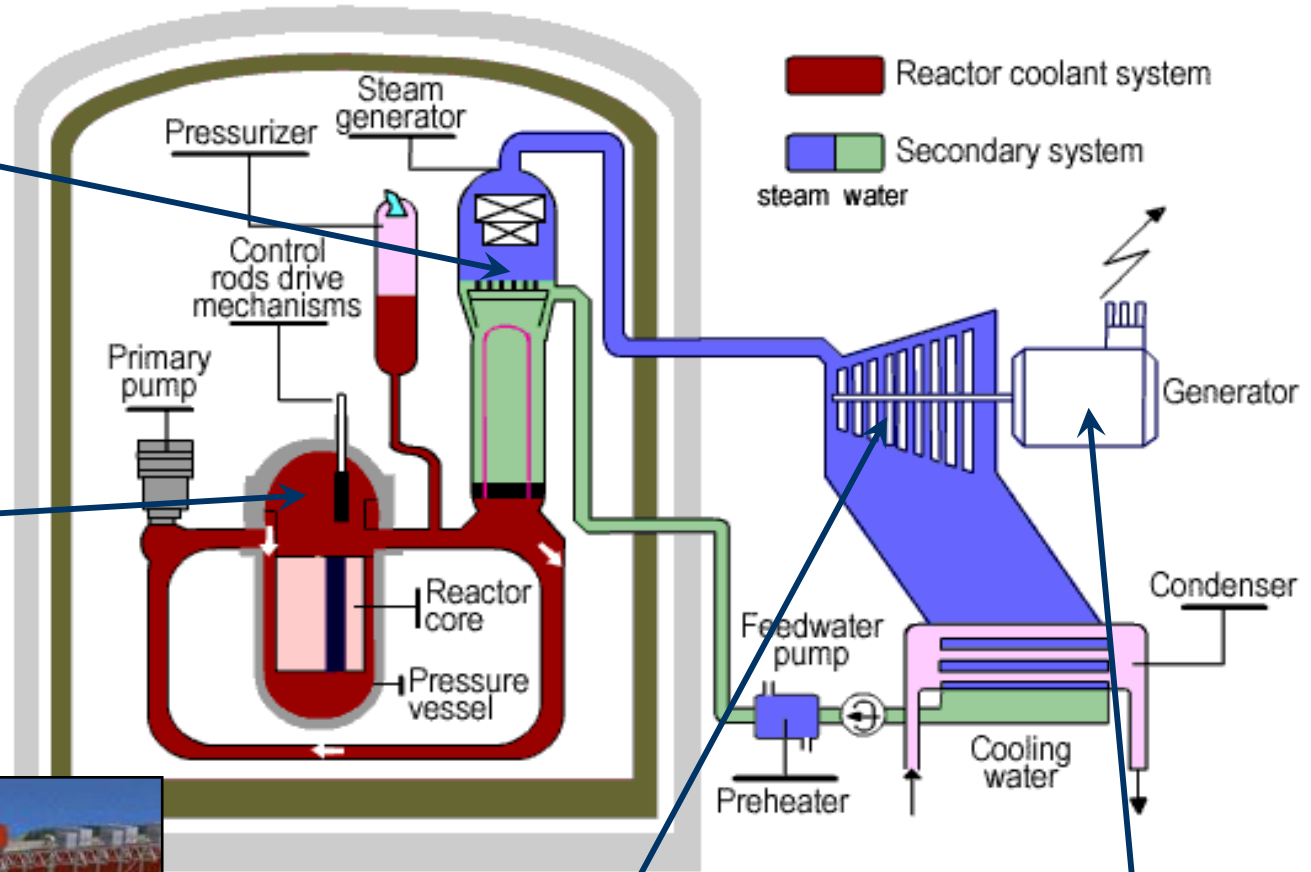 Reactor coolant system
Steam
generator
Pressurizer
Secondary system
steam water
Control
rods drive
mechanisms
Primary
pump
Generator
Reactor
core
Condenser
Feedwater
pump
Pressure
vessel
Cooling
water
Preheater